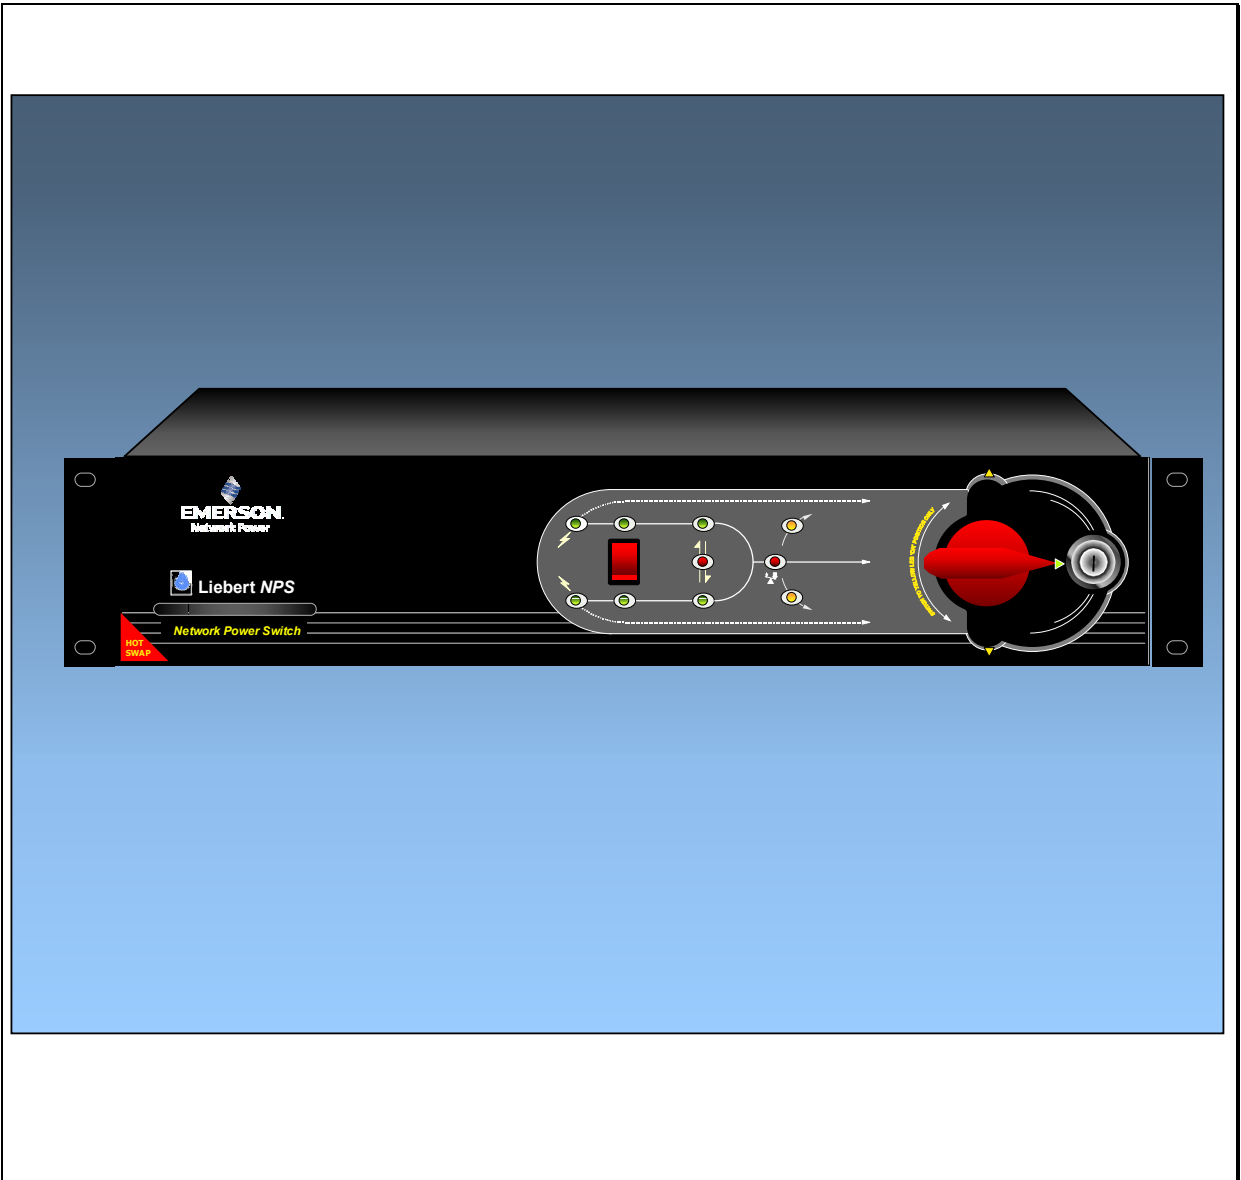 EMERSON.
Network Power
Liebert NPS
Network Power Switch
HOT
SWAP